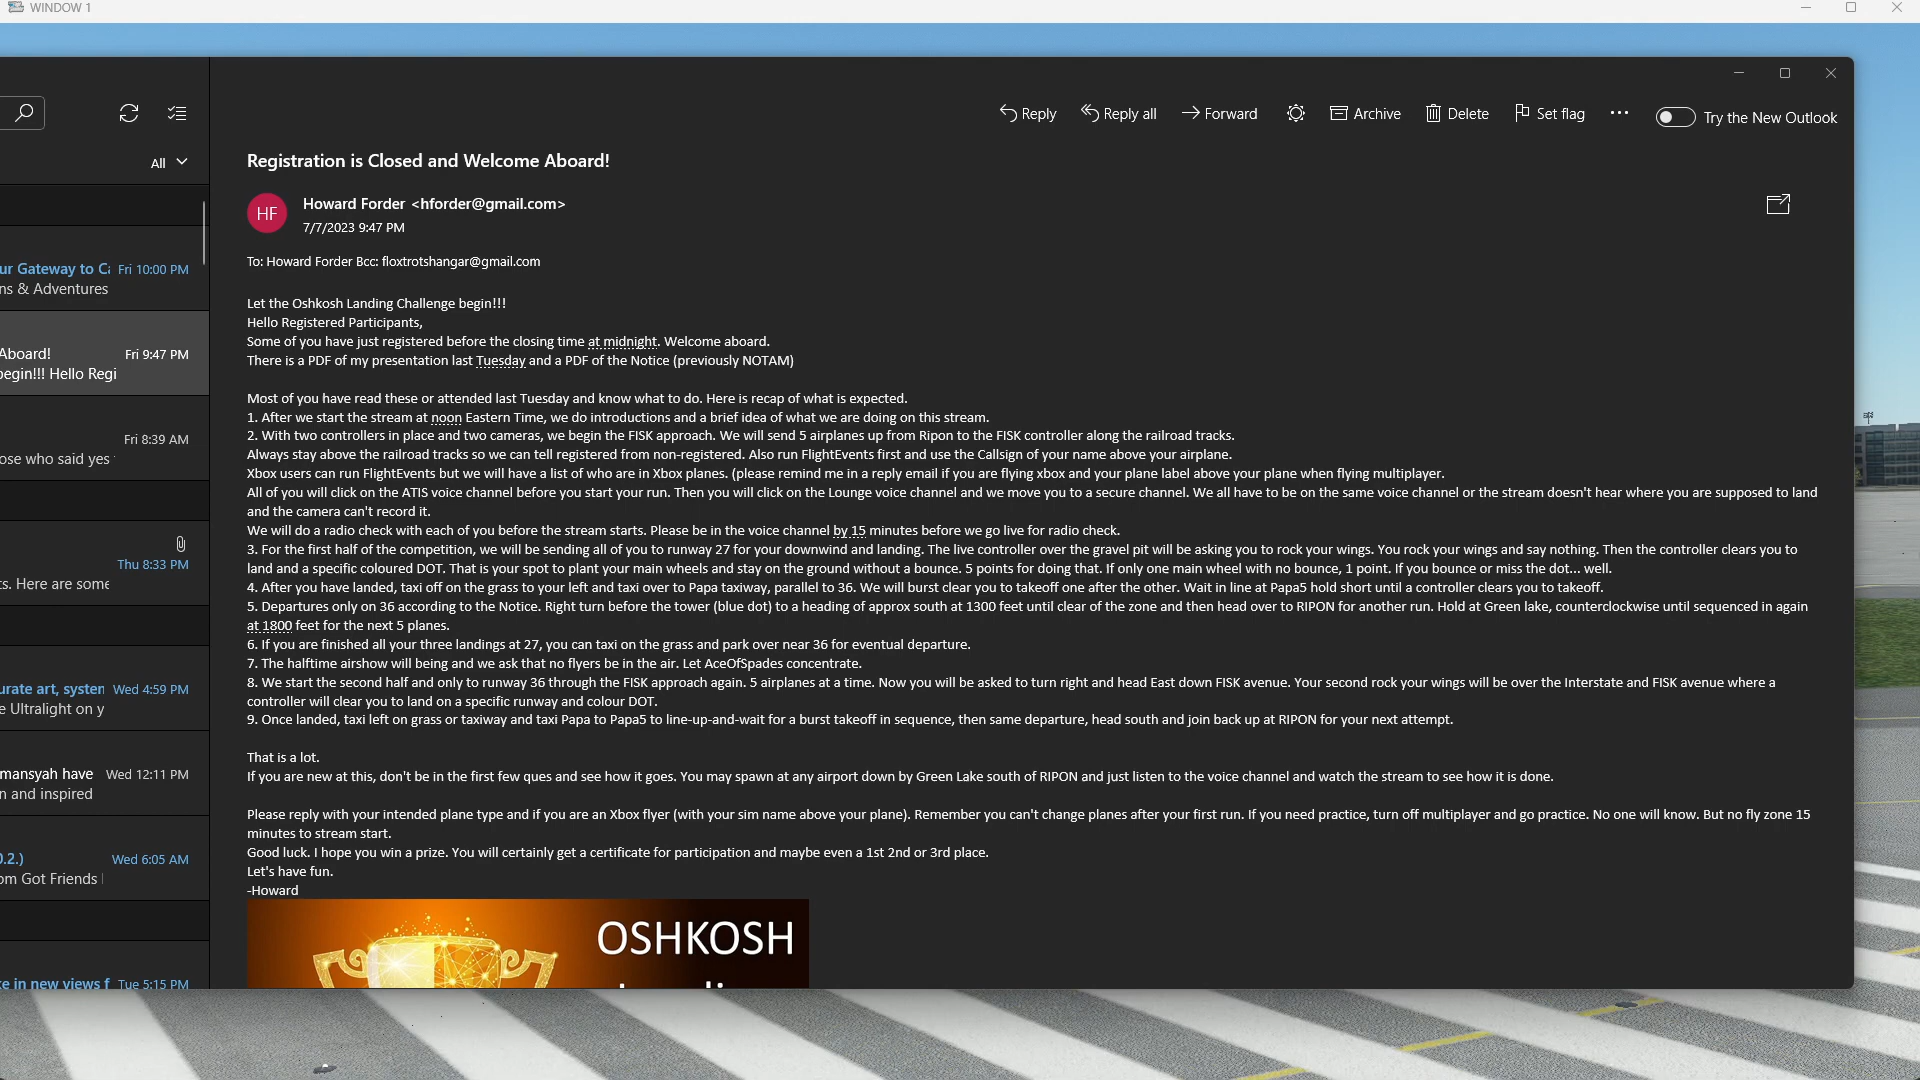 WINDOW 1
Reply
Reply all
Forward
Archive
Delete
Set flag
Try the New Outlook
All
Registration is Closed and Welcome Aboard!
HF
Howard Forder <hforder@gmail.com>
7/7/2023 9:47 PM
To: Howard Forder Bcc: floxtrotshangar@gmail.com
ur Gateway to Ca Fri 10:00 PM
ns & Adventures
Aboard! Fri 9:47 PM
begin!!! Hello Regi
Fri 8:39 AM
ose who said yes
Thu 8:33 PM
ts. Here are some
urate art, system Wed 4:59 PM
e Ultralight on y
mansyah have Wed 12:11 PM
n and inspired
0.2.) Wed 6:05 AM
om Got Friends
ke in new views f Tue 5:15 PM
Let the Oshkosh Landing Challenge begin!!!
Hello Registered Participants,
Some of you have just registered before the closing time at midnight. Welcome aboard.
There is a PDF of my presentation last Tuesday and a PDF of the Notice (previously NOTAM)
Most of you have read these or attended last Tuesday and know what to do. Here is recap of what is expected.
1. After we start the stream at noon Eastern Time, we do introductions and a brief idea of what we are doing on this stream.
2. With two controllers in place and two cameras, we begin the FISK approach. We will send 5 airplanes up from Ripon to the FISK controller along the railroad tracks.
Always stay above the railroad tracks so we can tell registered from non-registered. Also run FlightEvents first and use the Callsign of your name above your airplane.
Xbox users can run FlightEvents but we will have a list of who are in Xbox planes. (please remind me in a reply email if you are flying xbox and your plane label above your plane when flying multiplayer.
All of you will click on the ATIS voice channel before you start your run. Then you will click on the Lounge voice channel and we move you to a secure channel. We all have to be on the same voice channel or the stream doesn't hear where you are supposed to land
and the camera can't record it.
We will do a radio check with each of you before the stream starts. Please be in the voice channel by 15 minutes before we go live for radio check.
3. For the first half of the competition, we will be sending all of you to runway 27 for your downwind and landing. The live controller over the gravel pit will be asking you to rock your wings. You rock your wings and say nothing. Then the controller clears you to
land and a specific coloured DOT. That is your spot to plant your main wheels and stay on the ground without a bounce. 5 points for doing that. If only one main wheel with no bounce, 1 point. If you bounce or miss the dot... well.
4. After you have landed, taxi off on the grass to your left and taxi over to Papa taxiway, parallel to 36. We will burst clear you to takeoff one after the other. Wait in line at Papa5 hold short until a controller clears you to takeoff.
5. Departures only on 36 according to the Notice. Right turn before the tower (blue dot) to a heading of approx south at 1300 feet until clear of the zone and then head over to RIPON for another run. Hold at Green lake, counterclockwise until sequenced in again
at 1800 feet for the next 5 planes.
6. If you are finished all your three landings at 27, you can taxi on the grass and park over near 36 for eventual departure.
7. The halftime airshow will being and we ask that no flyers be in the air. Let AceOfSpades concentrate.
8. We start the second half and only to runway 36 through the FISK approach again. 5 airplanes at a time. Now you will be asked to turn right and head East down FISK avenue. Your second rock your wings will be over the Interstate and FISK avenue where a
controller will clear you to land on a specific runway and colour DOT.
9. Once landed, taxi left on grass or taxiway and taxi Papa to Papa5 to line-up-and-wait for a burst takeoff in sequence, then same departure, head south and join back up at RIPON for your next attempt.
That is a lot.
If you are new at this, don't be in the first few ques and see how it goes. You may spawn at any airport down by Green Lake south of RIPON and just listen to the voice channel and watch the stream to see how it is done.
Please reply with your intended plane type and if you are an Xbox flyer (with your sim name above your plane). Remember you can't change planes after your first run. If you need practice, turn off multiplayer and go practice. No one will know. But no fly zone 15
minutes to stream start.
Good luck. I hope you win a prize. You will certainly get a certificate for participation and maybe even a 1st 2nd or 3rd place.
Let's have fun.
-Howard
OSHKOSH